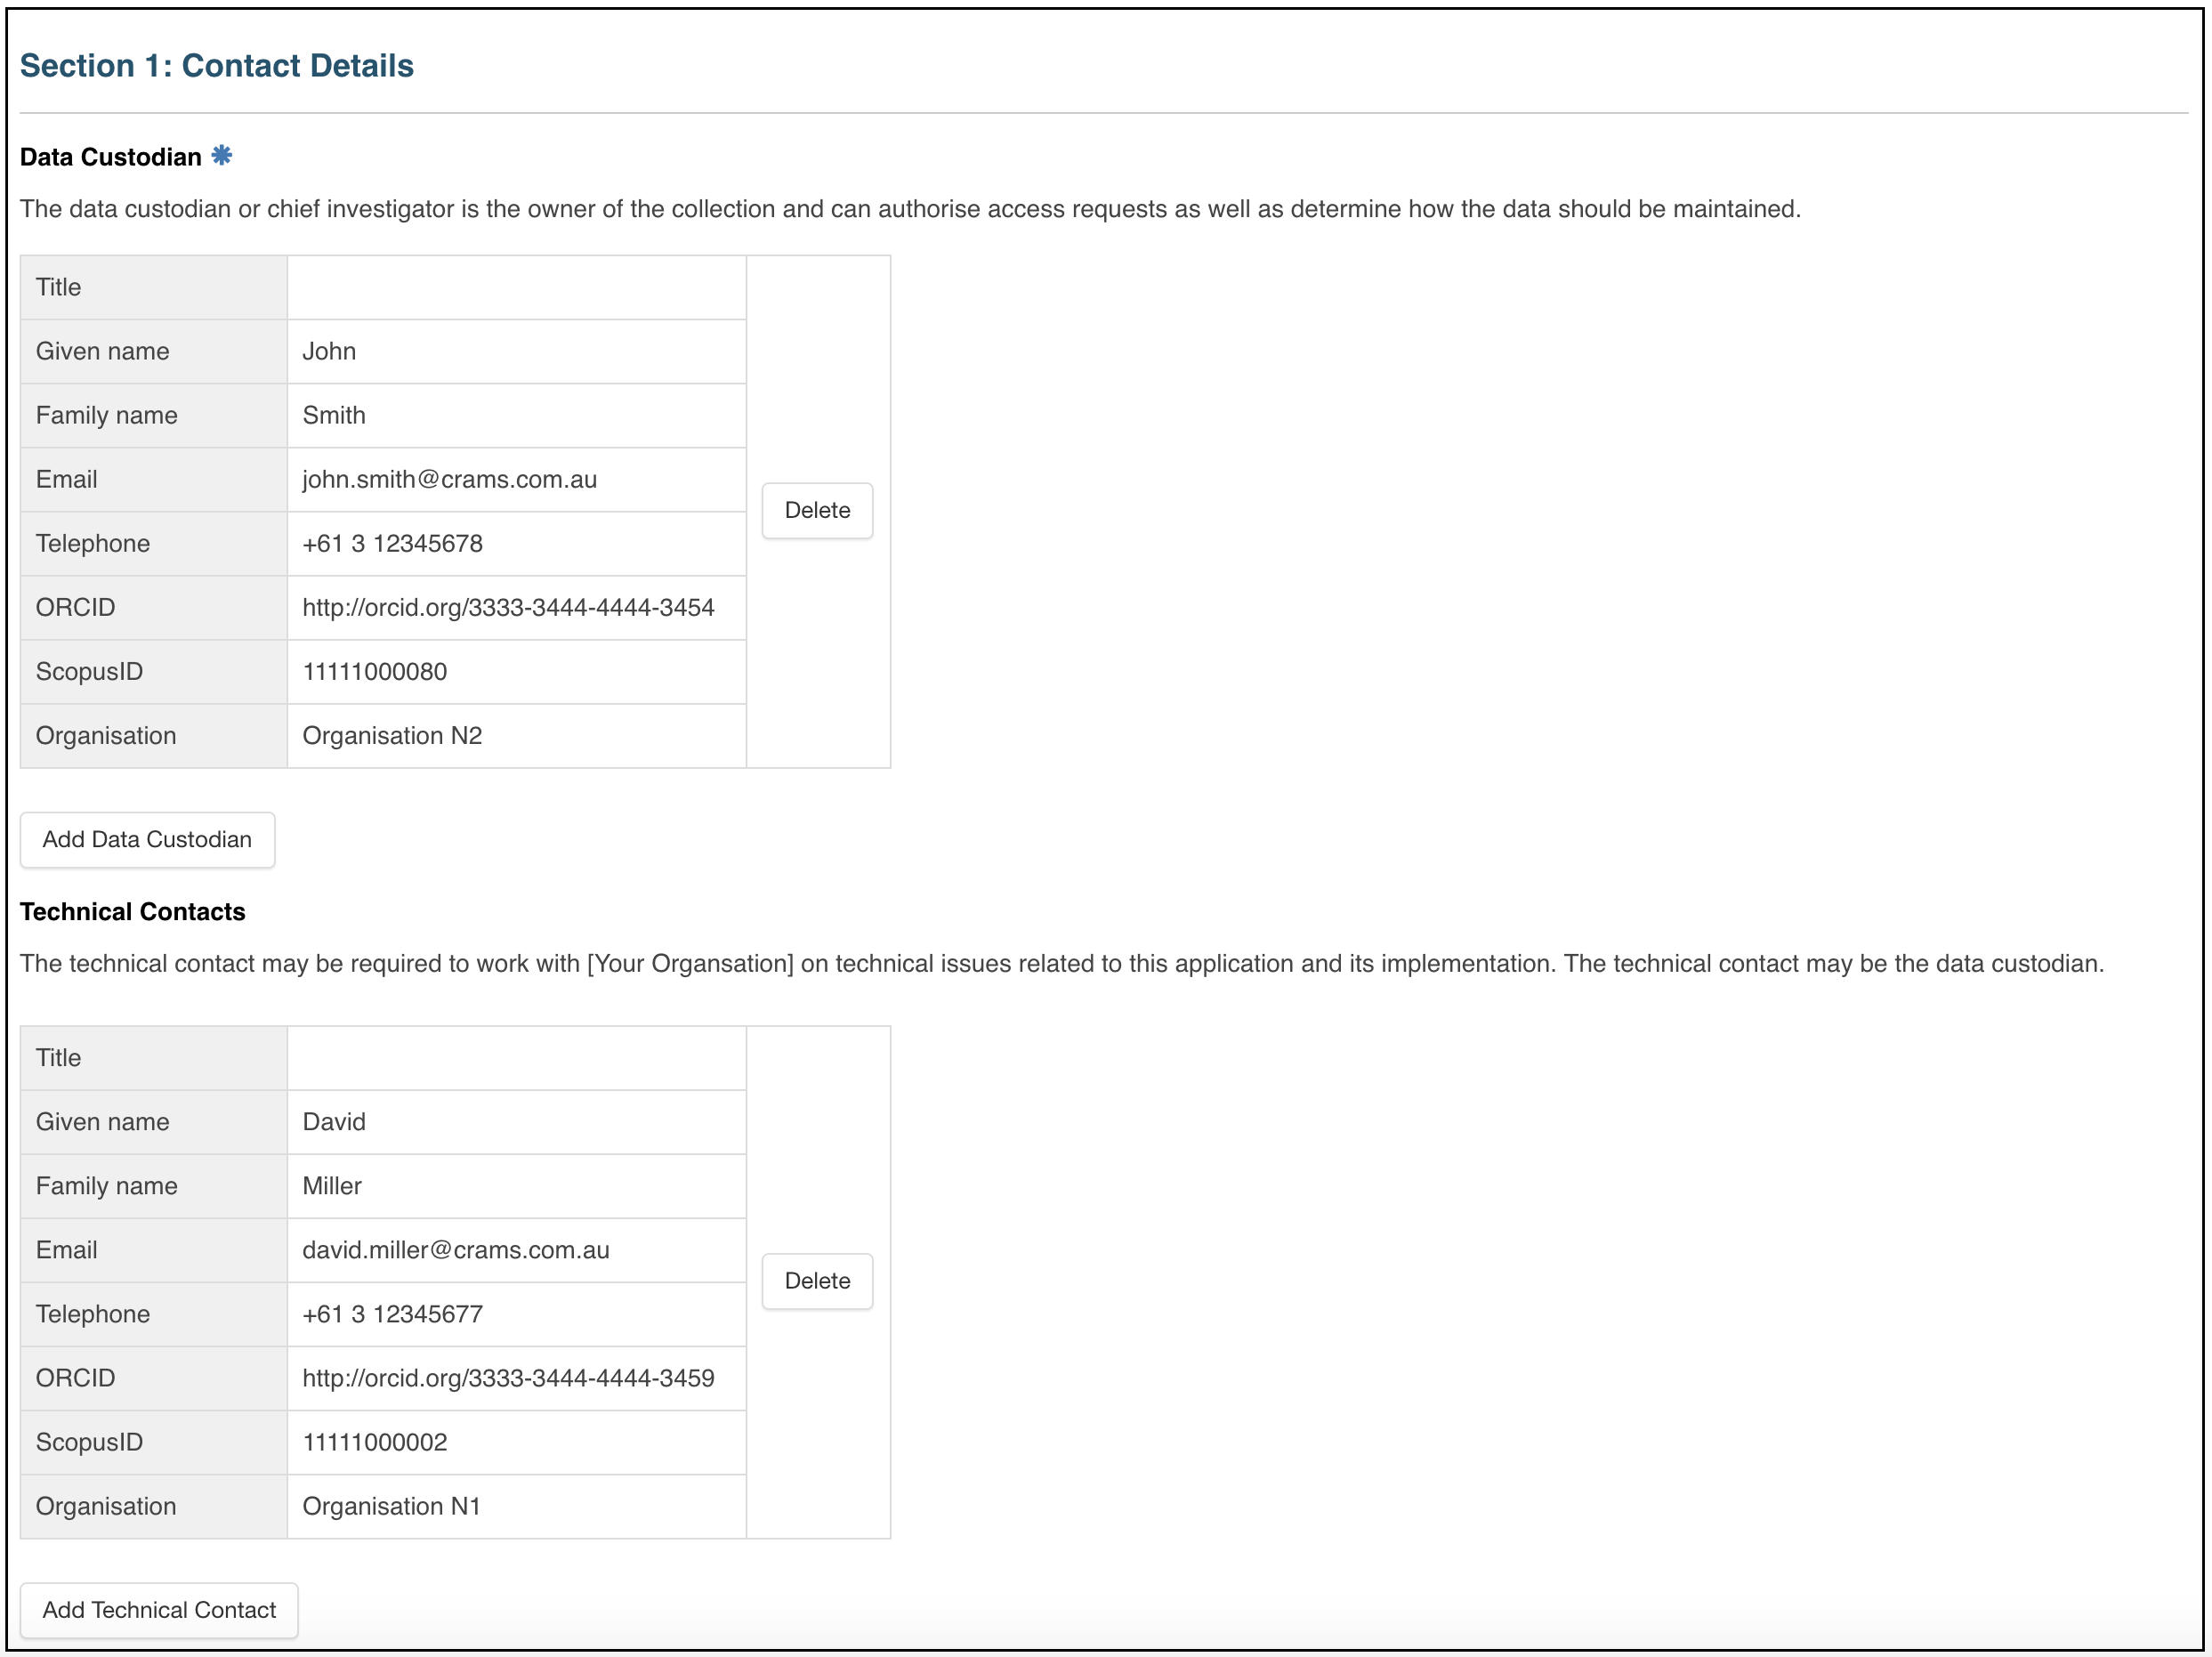 Section 1: Contact Details
Data Custodian *
The data custodian or chief investigator is the owner of the collection and can authorise access requests as well as determine how the data should be maintained.
Title
Given name John
Family name Smith
Email john.smith@crams.com.au
Delete
Telephone +61 3 12345678
ORCID http://orcid.org/3333-3444-4444-3454
ScopusID 11111000080
Organisation Organisation N2
Add Data Custodian
Technical Contacts
The technical contact may be required to work with [Your Organsation] on technical issues related to this application and its implementation. The technical contact may be the data custodian.
Title
Given name David
Family name Miller
Email david.miller@crams.com.au
Delete
Telephone +61 3 12345677
ORCID http://orcid.org/3333-3444-4444-3459
ScopusID 11111000002
Organisation Organisation N1
Add Technical Contact